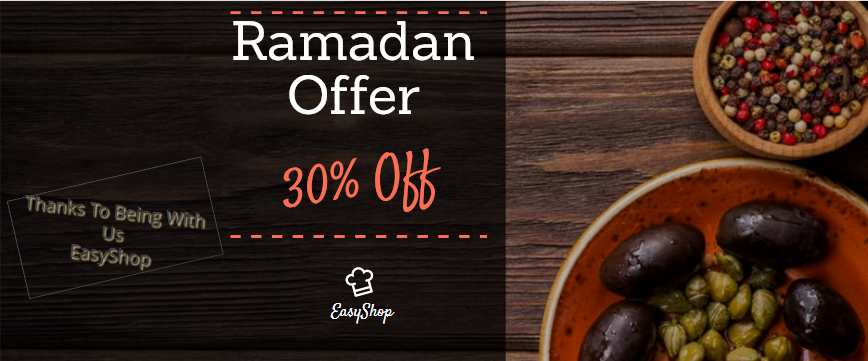 Ramadan
Offer
30% Off
Thanks To Being With
Us
EasyShop
EasyShop